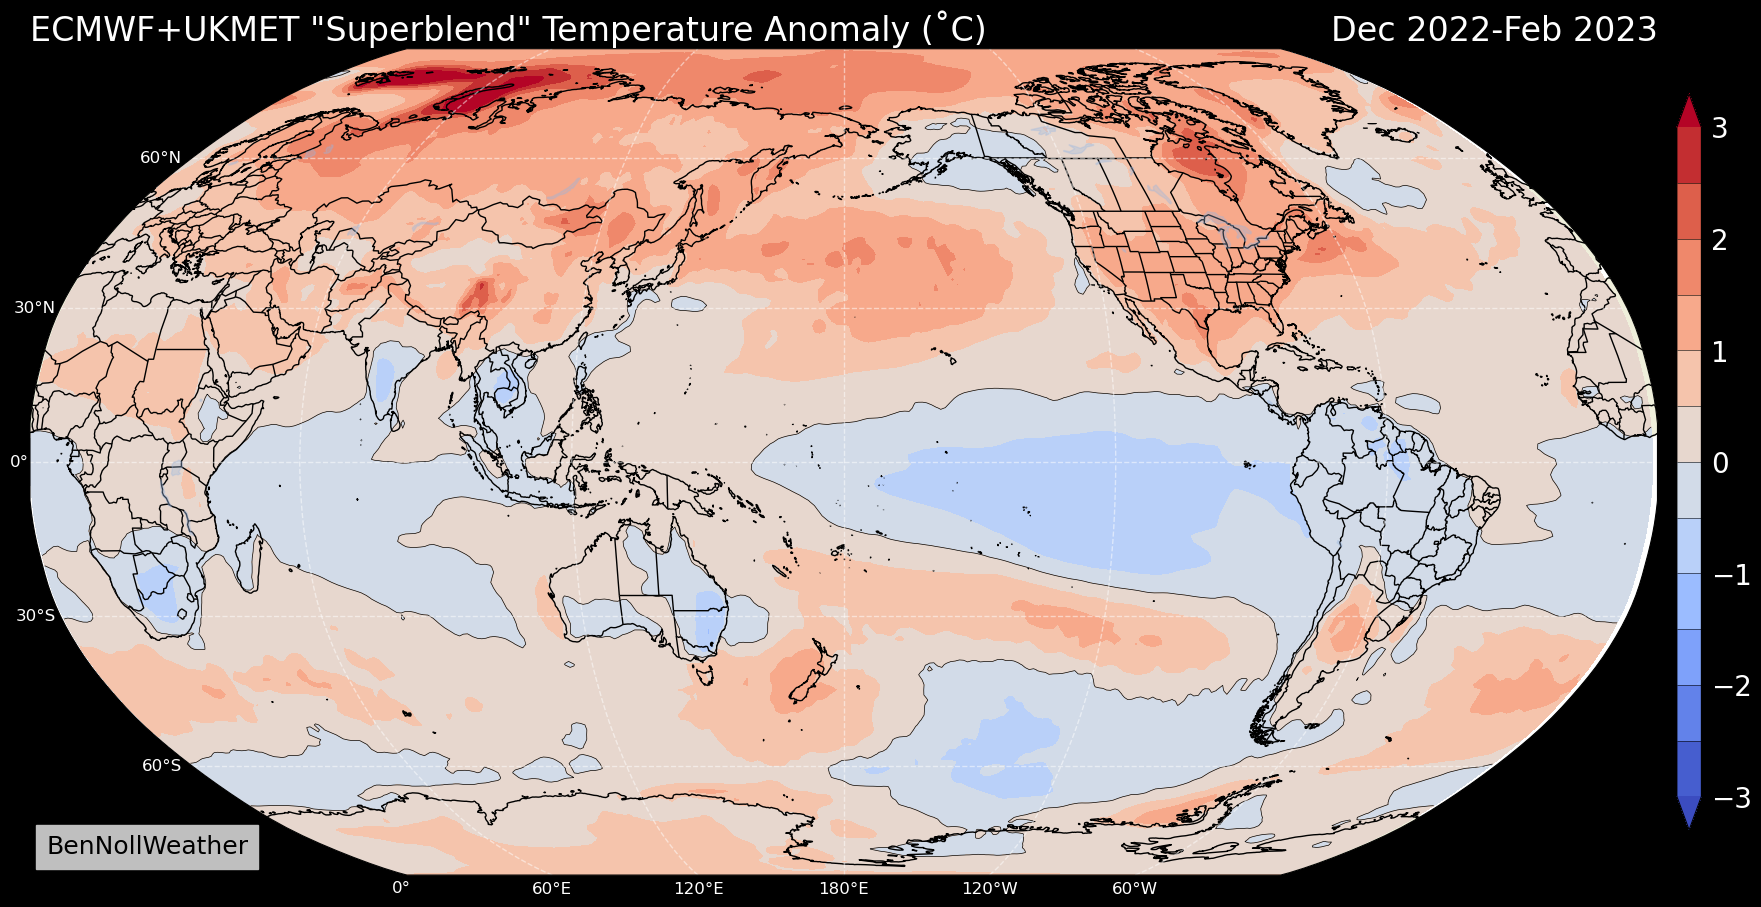 ECMWF+UKMET "Superblend" Temperature Anomaly (˚C)
Dec 2022-Feb 2023
60°N
30°N
0°
30°S
60°S
0°
60°E
120°E
180°E
120°W
60°W
3
2
1
0
−1
−2
−3
BenNollWeather